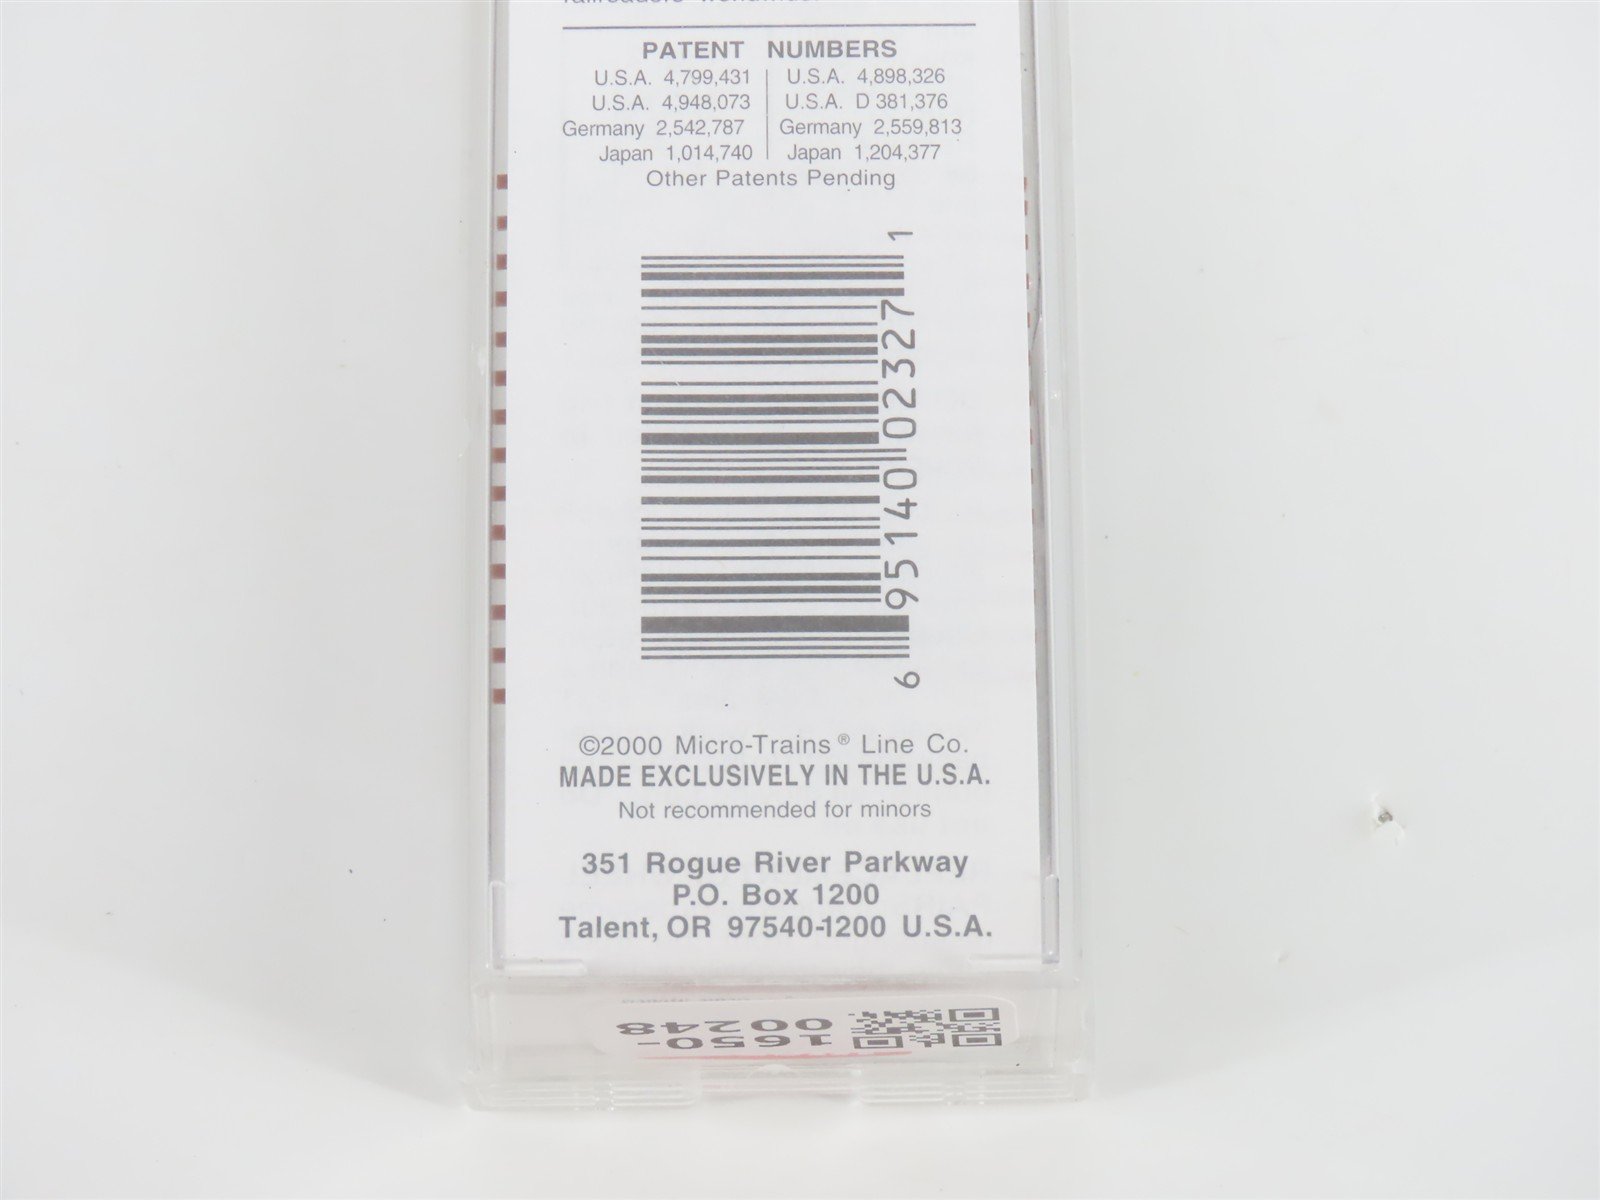 PATENT NUMBERS
U.S.A. 4,799,431 | U.S.A. 4,898,326
U.S.A. 4,948,073 | U.S.A. D 381,376
Germany 2,542,787 | Germany 2,559,813
Japan 1,014,740 | Japan 1,204,377
Other Patents Pending
6 95140 02327 1
©2000 Micro-Trains® Line Co.
MADE EXCLUSIVELY IN THE U.S.A.
Not recommended for minors
351 Rogue River Parkway
P.O. Box 1200
Talent, OR 97540-1200 U.S.A.
1650-
00248